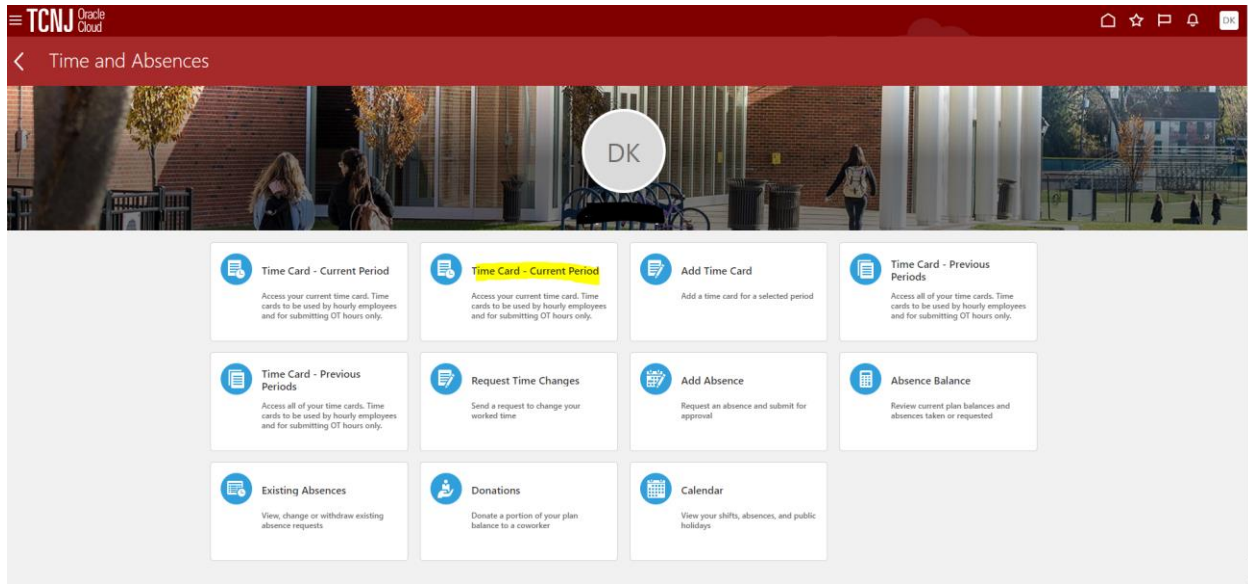 TCNJ Oracle Cloud
DK
Time and Absences
DK
Time Card - Current Period
Access your current time card. Time
cards to be used by hourly employees
and for submitting OT hours only.
Time Card - Current Period
Access your current time card. Time
cards to be used by hourly employees
and for submitting OT hours only.
Add Time Card
Add a time card for a selected period
Time Card - Previous
Periods
Access all of your time cards. Time
cards to be used by hourly employees
and for submitting OT hours only.
Time Card - Previous
Periods
Access all of your time cards. Time
cards to be used by hourly employees
and for submitting OT hours only.
Request Time Changes
Send a request to change your
worked time
Add Absence
Request an absence and submit for
approval
Absence Balance
Review current plan balances and
absences taken or requested
Existing Absences
View, change or withdraw existing
absence requests
Donations
Donate a portion of your plan
balance to a coworker
Calendar
View your shifts, absences, and public
holidays